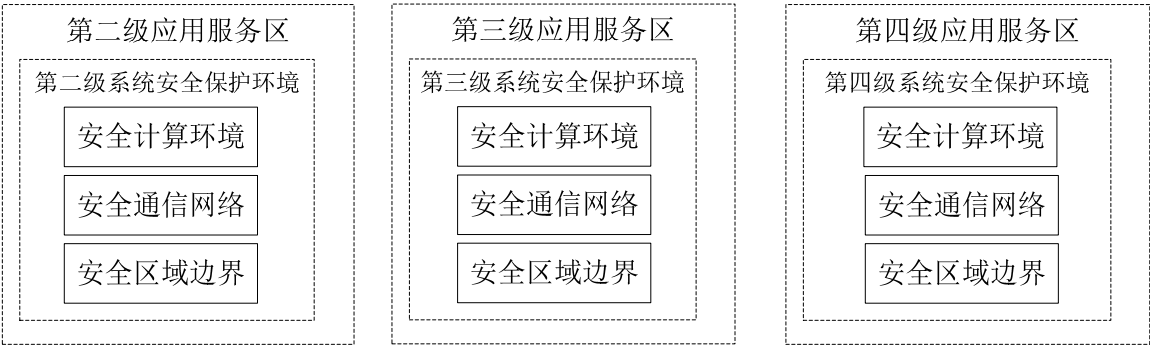 第二级应用服务区
第二级系统安全保护环境
安全计算环境
安全通信网络
安全区域边界
第三级应用服务区
第三级系统安全保护环境
安全计算环境
安全通信网络
安全区域边界
第四级应用服务区
第四级系统安全保护环境
安全计算环境
安全通信网络
安全区域边界